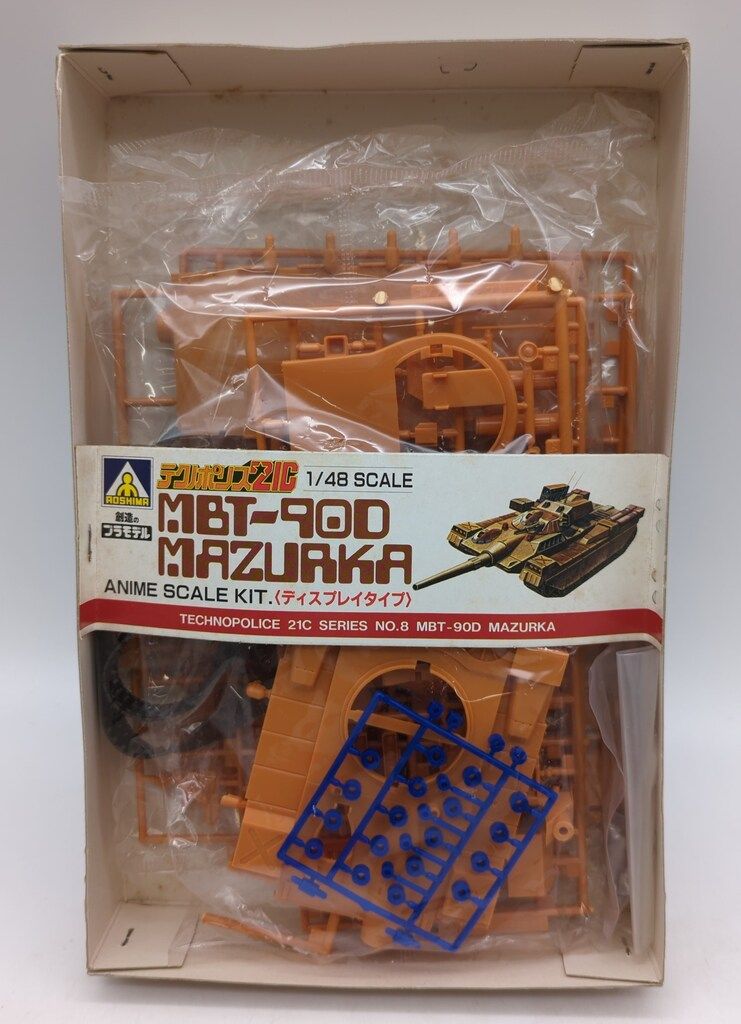 AOSHIMA
創造の
プラモデル
テクノポリス21C 1/48 SCALE
MBT-90D
MAZURKA
ANIME SCALE KIT.〈ディスプレイタイプ〉
TECHNOPOLICE 21C SERIES NO.8 MBT-90D MAZURKA